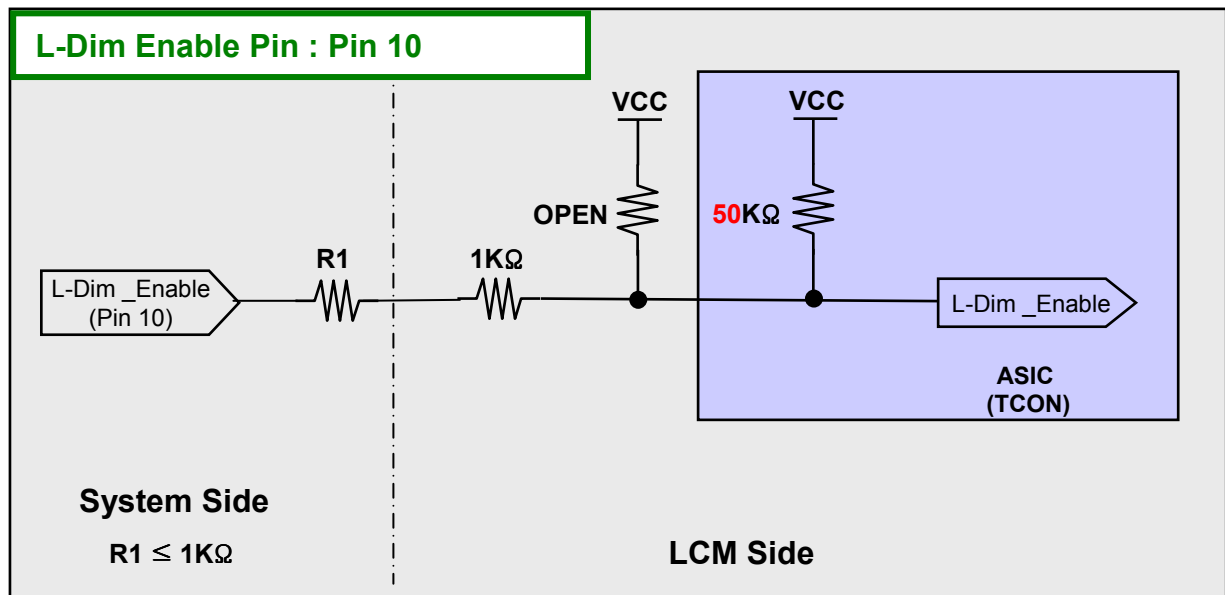 L-Dim Enable Pin : Pin 10
VCC
VCC
OPEN
50KΩ
R1
1KΩ
L-Dim _Enable
(Pin 10)
L-Dim _Enable
ASIC
(TCON)
System Side
R1 ≤ 1KΩ
LCM Side